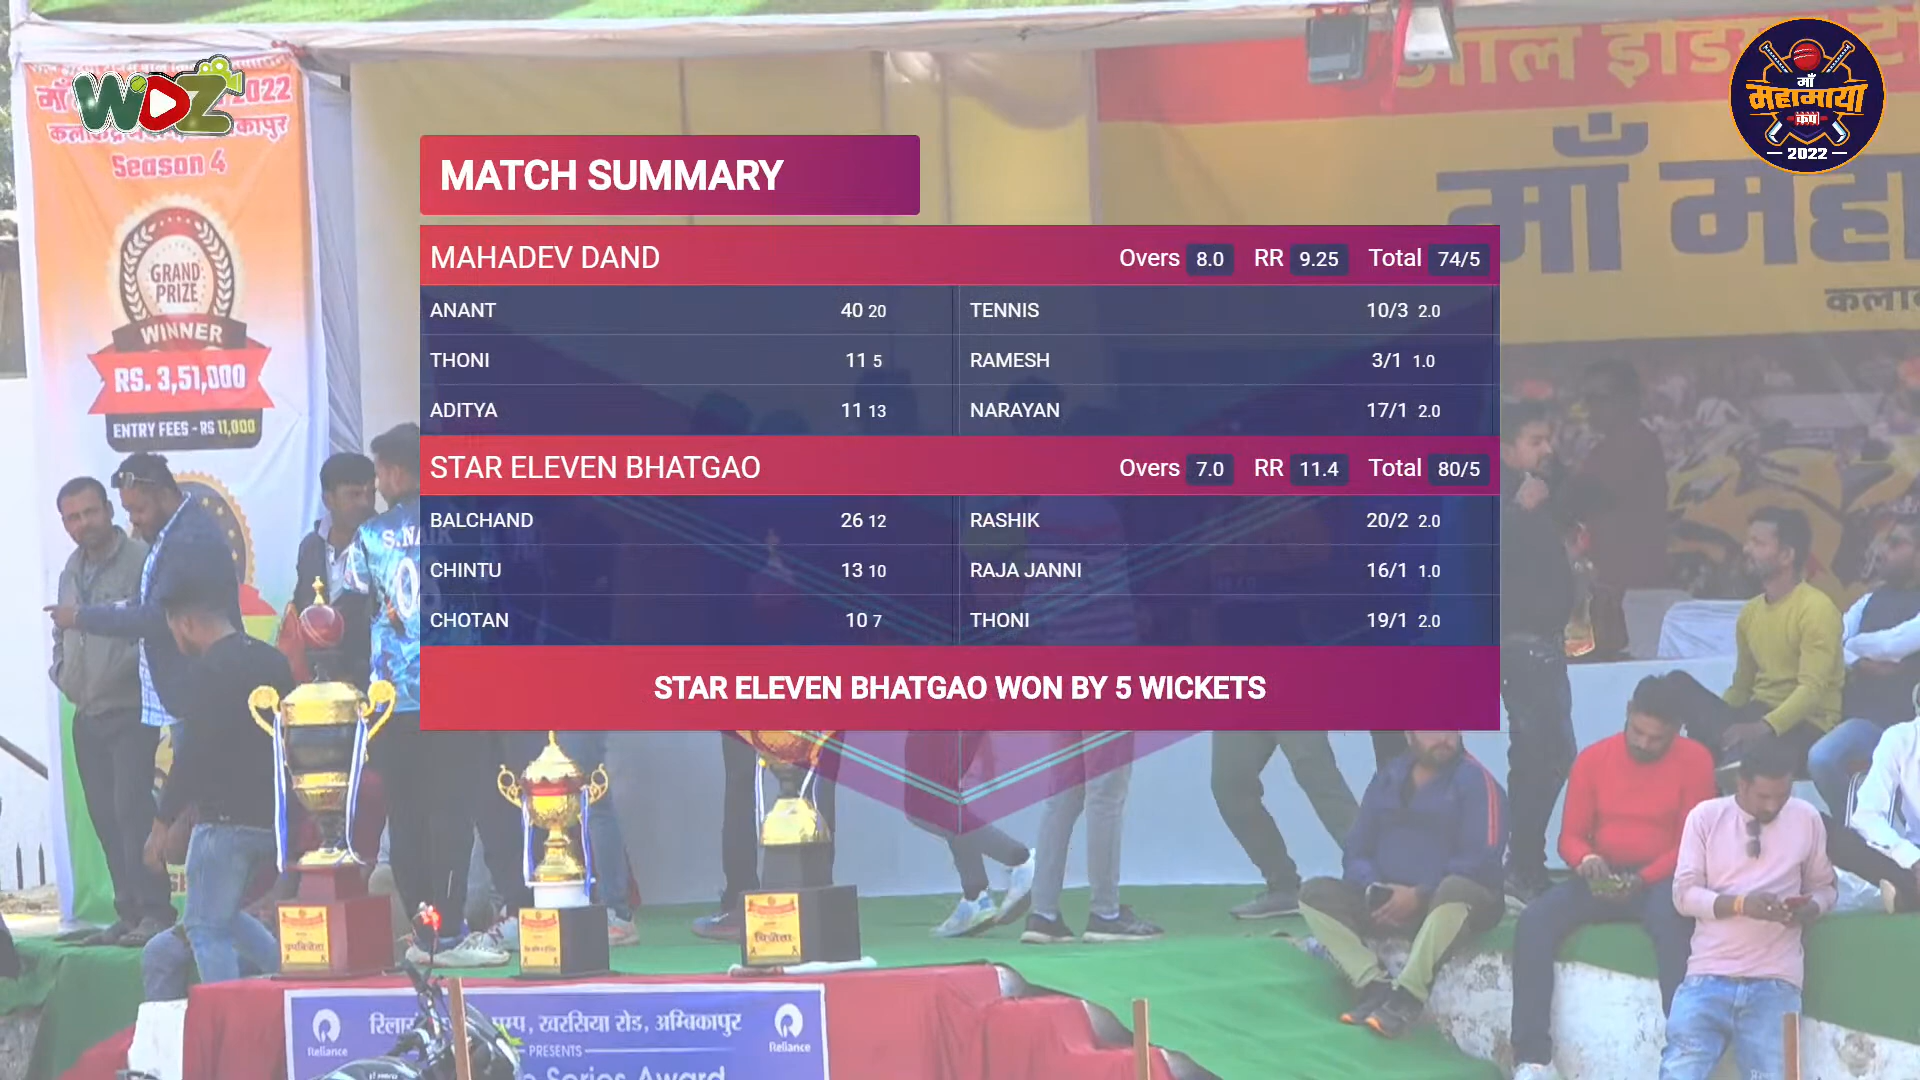 WDZ
2022
Season 4
GRAND
PRIZE
WINNER
RS. 3,51,000
ENTRY FEES - RS 11,000
माँ
महामाया
कप
2022
माँ
MATCH SUMMARY
MAHADEV DAND Overs 8.0 RR 9.25 Total 74/5
ANANT 40 20 TENNIS 10/3 2.0
THONI 11 5 RAMESH 3/1 1.0
ADITYA 11 13 NARAYAN 17/1 2.0
STAR ELEVEN BHATGAO Overs 7.0 RR 11.4 Total 80/5
BALCHAND 26 12 RASHIK 20/2 2.0
CHINTU 13 10 RAJA JANNI 16/1 1.0
CHOTAN 10 7 THONI 19/1 2.0
STAR ELEVEN BHATGAO WON BY 5 WICKETS
उपविजेता
विजेता
खरसिया रोड, अम्बिकापुर
Reliance
PRESENTS
Reliance
Series Award